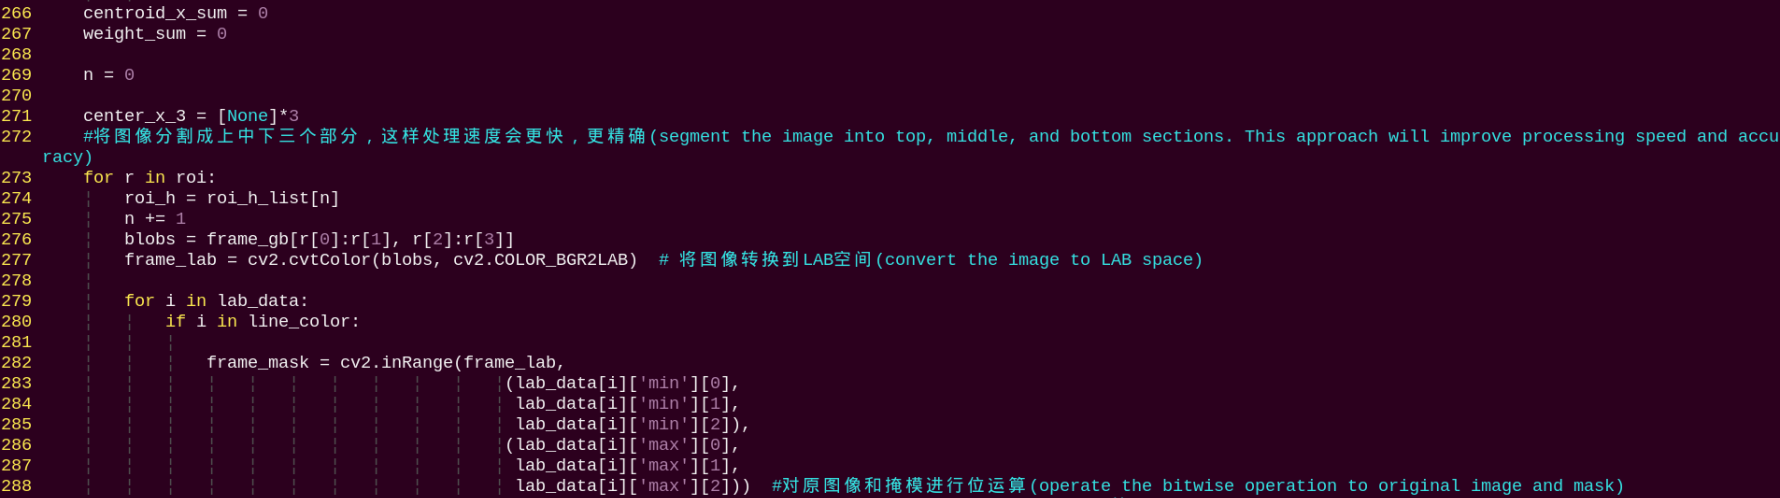 266     centroid_x_sum = 0
267     weight_sum = 0
268
269     n = 0
270
271     center_x_3 = [None]*3
272     #将图像分割成上中下三个部分，这样处理速度会更快，更精确(segment the image into top, middle, and bottom sections. This approach will improve processing speed and accu
racy)
273     for r in roi:
274         roi_h = roi_h_list[n]
275         n += 1
276         blobs = frame_gb[r[0]:r[1], r[2]:r[3]]
277         frame_lab = cv2.cvtColor(blobs, cv2.COLOR_BGR2LAB)  # 将图像转换到LAB空间(convert the image to LAB space)
278
279         for i in lab_data:
280             if i in line_color:
281
282                 frame_mask = cv2.inRange(frame_lab,
283                                              (lab_data[i]['min'][0],
284                                               lab_data[i]['min'][1],
285                                               lab_data[i]['min'][2]),
286                                              (lab_data[i]['max'][0],
287                                               lab_data[i]['max'][1],
288                                               lab_data[i]['max'][2]))  #对原图像和掩模进行位运算(operate the bitwise operation to original image and mask)